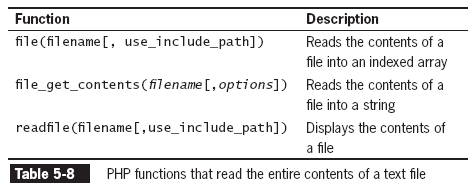 Function Description
file(filename[, use_include_path]) Reads the contents of a
file into an indexed array
file_get_contents(filename[,options]) Reads the contents of a
file into a string
readfile(filename[,use_include_path]) Displays the contents of
a file
Table 5-8 PHP functions that read the entire contents of a text file